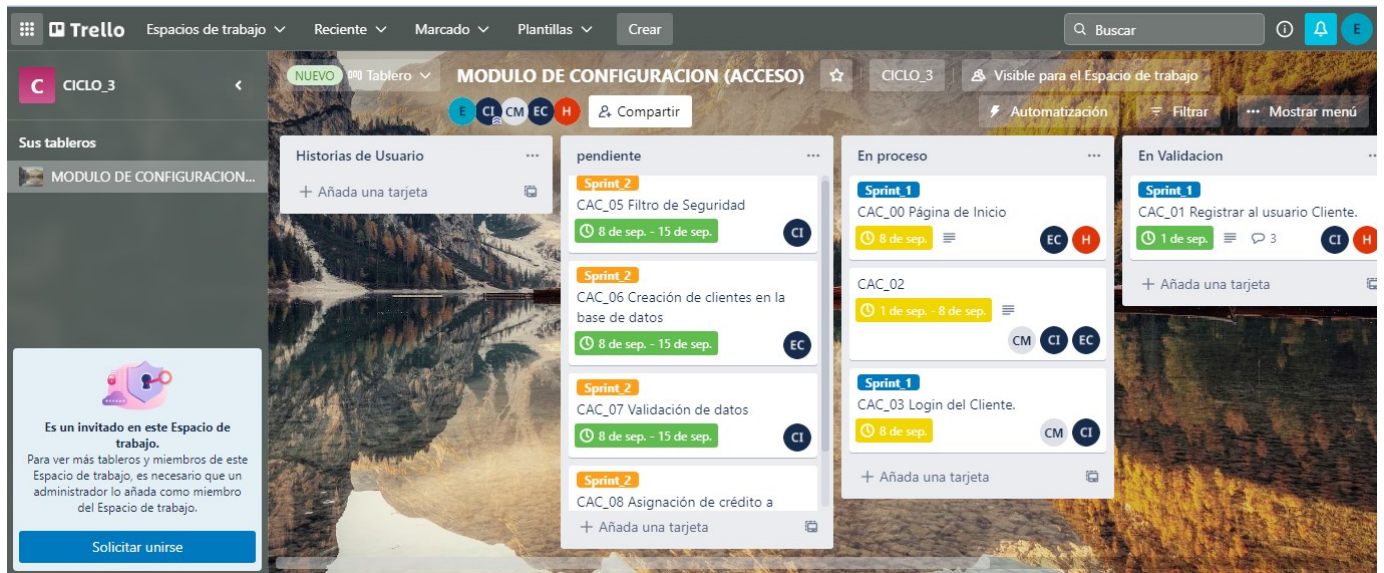 Trello
Espacios de trabajo
Reciente
Marcado
Plantillas
Crear
Buscar
E
C
CICLO_3
Sus tableros
MODULO DE CONFIGURACION...
Es un invitado en este Espacio de
trabajo.
Para ver más tableros y miembros de este
Espacio de trabajo, es necesario que un
administrador lo añada como miembro
del Espacio de trabajo.
Solicitar unirse
NUEVO
Tablero
MODULO DE CONFIGURACION (ACCESO)
CICLO_3
Visible para el Espacio de trabajo
E CI CM EC H
Compartir
Automatización
Filtrar
Mostrar menú
Historias de Usuario
+ Añada una tarjeta
pendiente
Sprint_2
CAC_05 Filtro de Seguridad
8 de sep. - 15 de sep.
CI
Sprint_2
CAC_06 Creación de clientes en la
base de datos
8 de sep. - 15 de sep.
EC
Sprint_2
CAC_07 Validación de datos
8 de sep. - 15 de sep.
CI
Sprint_2
CAC_08 Asignación de crédito a
+ Añada una tarjeta
En proceso
Sprint_1
CAC_00 Página de Inicio
8 de sep.
EC H
CAC_02
1 de sep. - 8 de sep.
CM CI EC
Sprint_1
CAC_03 Login del Cliente.
8 de sep.
CM CI
+ Añada una tarjeta
En Validacion
Sprint_1
CAC_01 Registrar al usuario Cliente.
1 de sep.
3
CI H
+ Añada una tarjeta